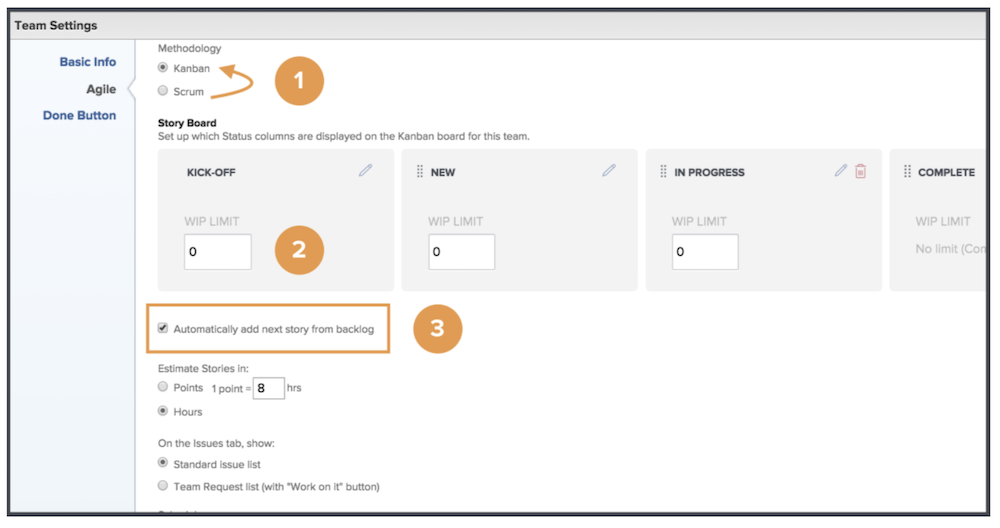 Team Settings
Basic Info
Agile
Done Button
Methodology
Kanban
Scrum
1
Story Board
Set up which Status columns are displayed on the Kanban board for this team.
KICK-OFF
NEW
IN PROGRESS
COMPLETE
WIP LIMIT
WIP LIMIT
WIP LIMIT
WIP LIMIT
0
2
0
0
No limit (Con
Automatically add next story from backlog
3
Estimate Stories in:
Points 1 point = 8 hrs
Hours
On the Issues tab, show:
Standard issue list
Team Request list (with "Work on it" button)